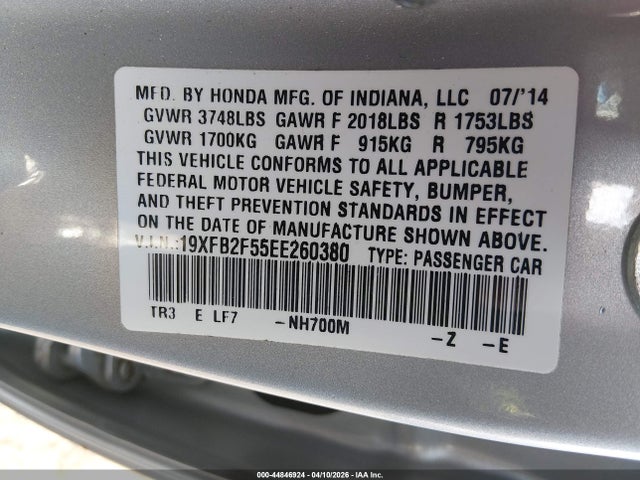 MFD. BY HONDA MFG. OF INDIANA, LLC 07/'14
GVWR 3748LBS GAWR F 2018LBS R 1753LBS
GVWR 1700KG GAWR F 915KG R 795KG
THIS VEHICLE CONFORMS TO ALL APPLICABLE
FEDERAL MOTOR VEHICLE SAFETY, BUMPER,
AND THEFT PREVENTION STANDARDS IN EFFECT
ON THE DATE OF MANUFACTURE SHOWN ABOVE.
V.I.N.:19XFB2F55EE260380 TYPE: PASSENGER CAR
TR3 E LF7 -NH700M -Z -E
000-44846924 | 04/10/2026 | IAA Inc.